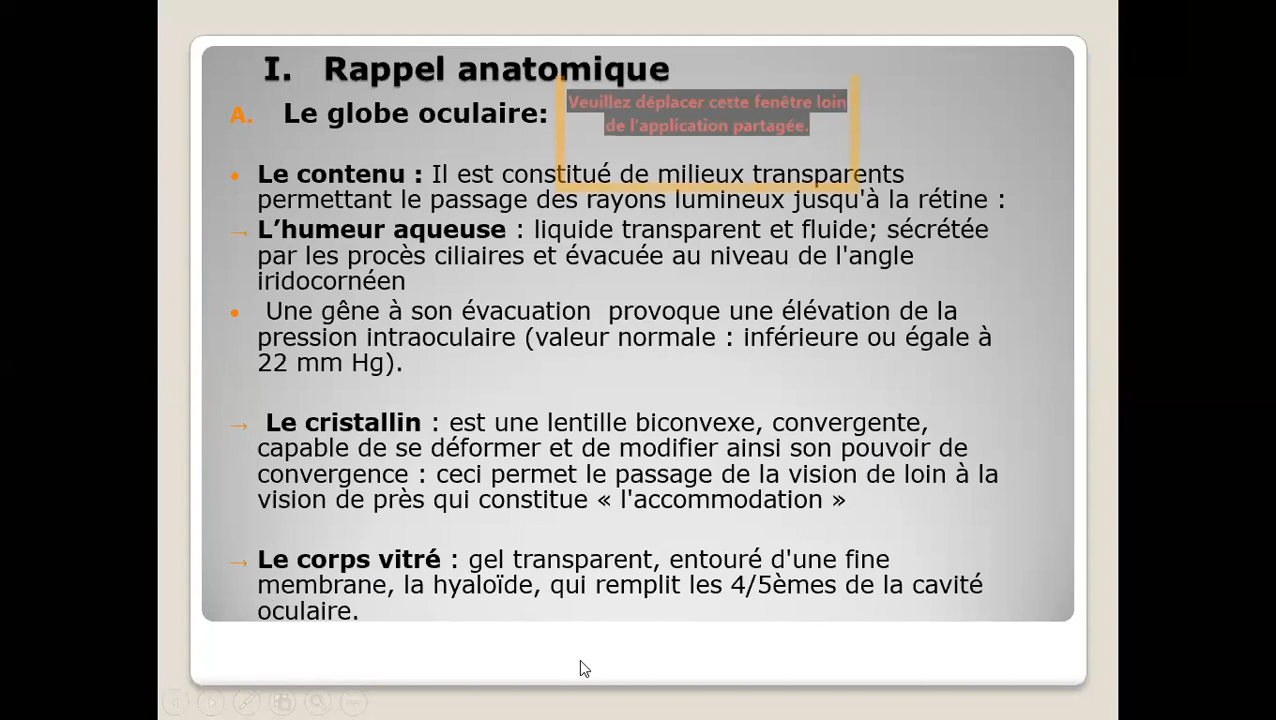 I. Rappel anatomique
A. Le globe oculaire:
Veuillez déplacer cette fenêtre loin
de l'application partagée.
• Le contenu : Il est constitué de milieux transparents
permettant le passage des rayons lumineux jusqu'à la rétine :
→ L’humeur aqueuse : liquide transparent et fluide; sécrétée
par les procès ciliaires et évacuée au niveau de l'angle
iridocornéen
• Une gêne à son évacuation provoque une élévation de la
pression intraoculaire (valeur normale : inférieure ou égale à
22 mm Hg).
→ Le cristallin : est une lentille biconvexe, convergente,
capable de se déformer et de modifier ainsi son pouvoir de
convergence : ceci permet le passage de la vision de loin à la
vision de près qui constitue « l'accommodation »
→ Le corps vitré : gel transparent, entouré d'une fine
membrane, la hyaloïde, qui remplit les 4/5èmes de la cavité
oculaire.